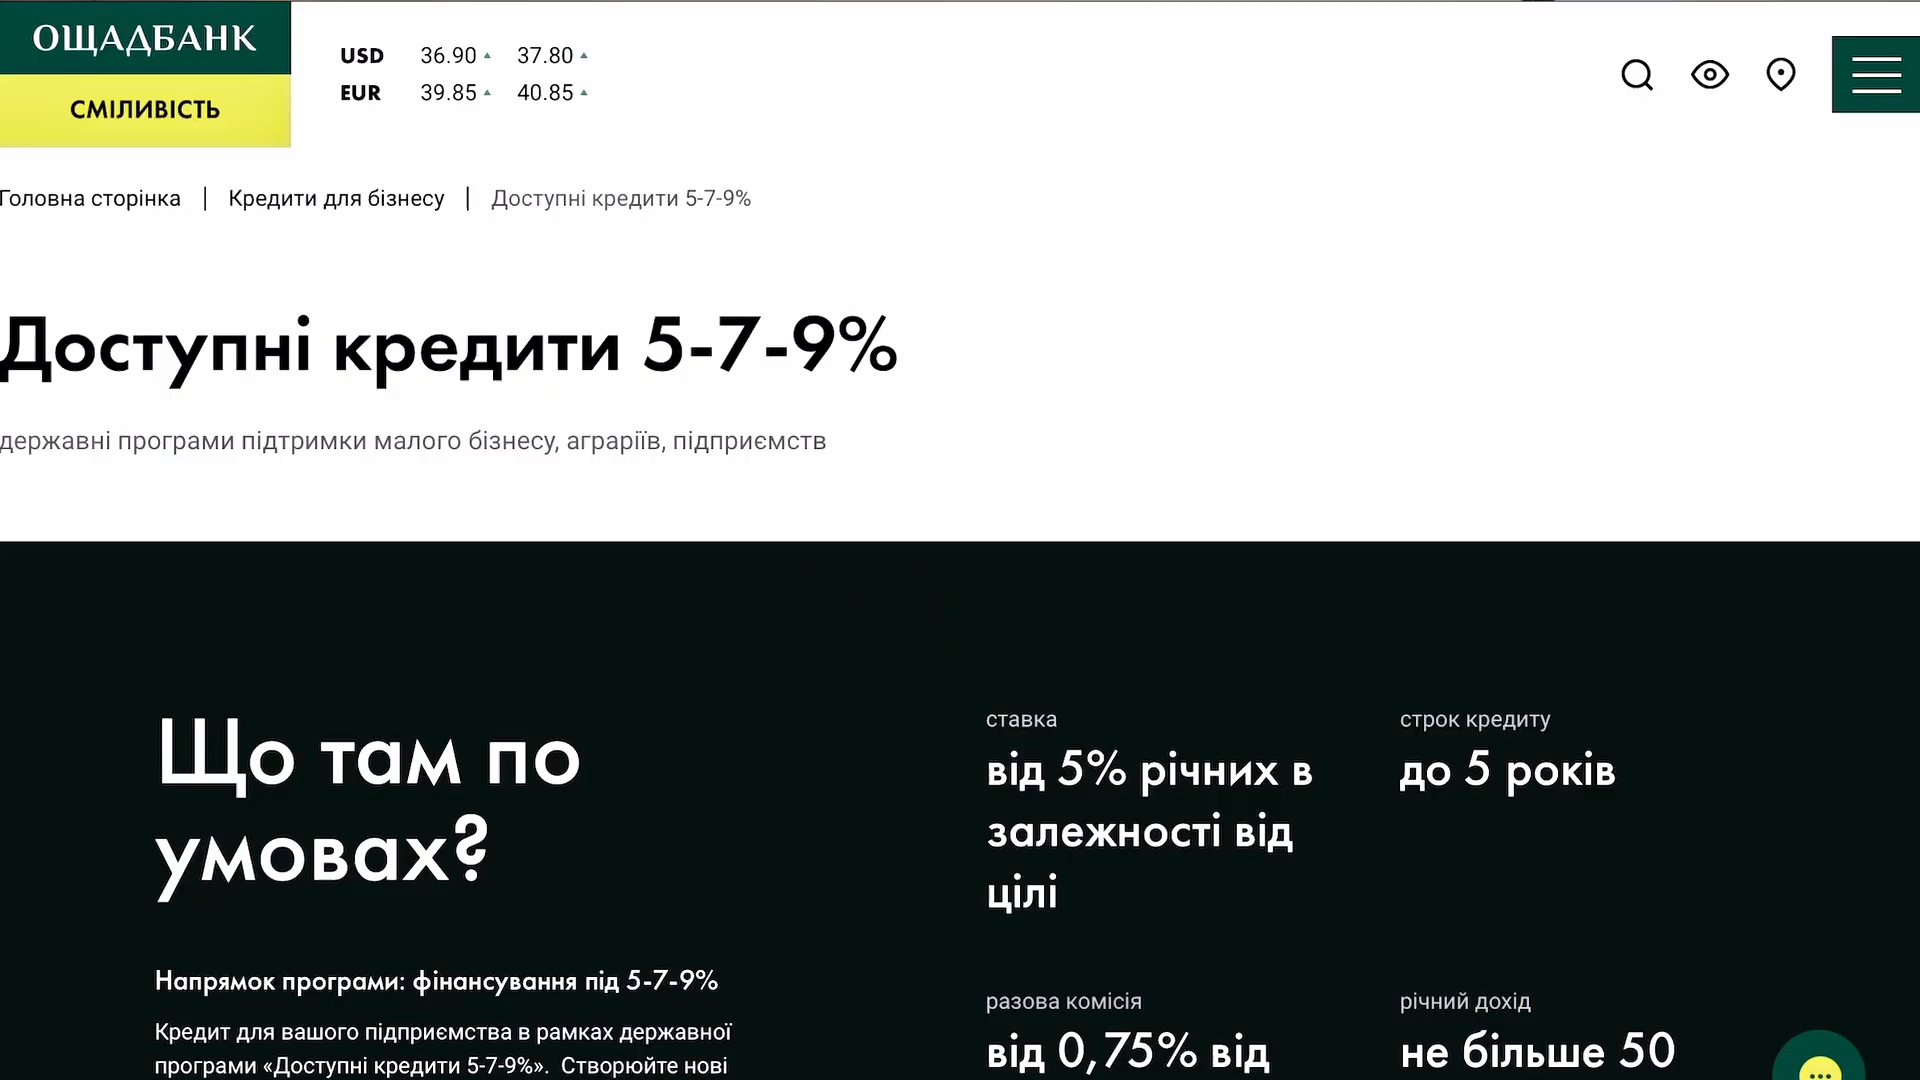 ОЩАДБАНК
СМІЛИВІСТЬ
USD 36.90 37.80
EUR 39.85 40.85
Головна сторінка | Кредити для бізнесу | Доступні кредити 5-7-9%
Доступні кредити 5-7-9%
державні програми підтримки малого бізнесу, аграріїв, підприємств
Що там по
умовах?
Напрямок програми: фінансування під 5-7-9%
Кредит для вашого підприємства в рамках державної
програми «Доступні кредити 5-7-9%». Створюйте нові
ставка
від 5% річних в
залежності від
цілі
строк кредиту
до 5 років
разова комісія
від 0,75% від
річний дохід
не більше 50